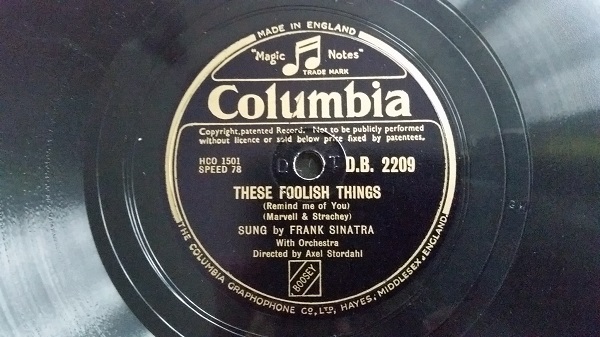 MADE IN ENGLAND
"Magic Notes"
TRADE MARK
Columbia
Copyright, patented Record. Not to be publicly performed
without licence or sold below price fixed by patentees.
HCO 1501
SPEED 78
D.B. 2209
THESE FOOLISH THINGS
(Remind me of You)
(Marvell & Strachey)
SUNG by FRANK SINATRA
With Orchestra
Directed by Axel Stordahl
BOOSEY
THE COLUMBIA GRAPHOPHONE CO., LTD., HAYES, MIDDLESEX, ENGLAND.